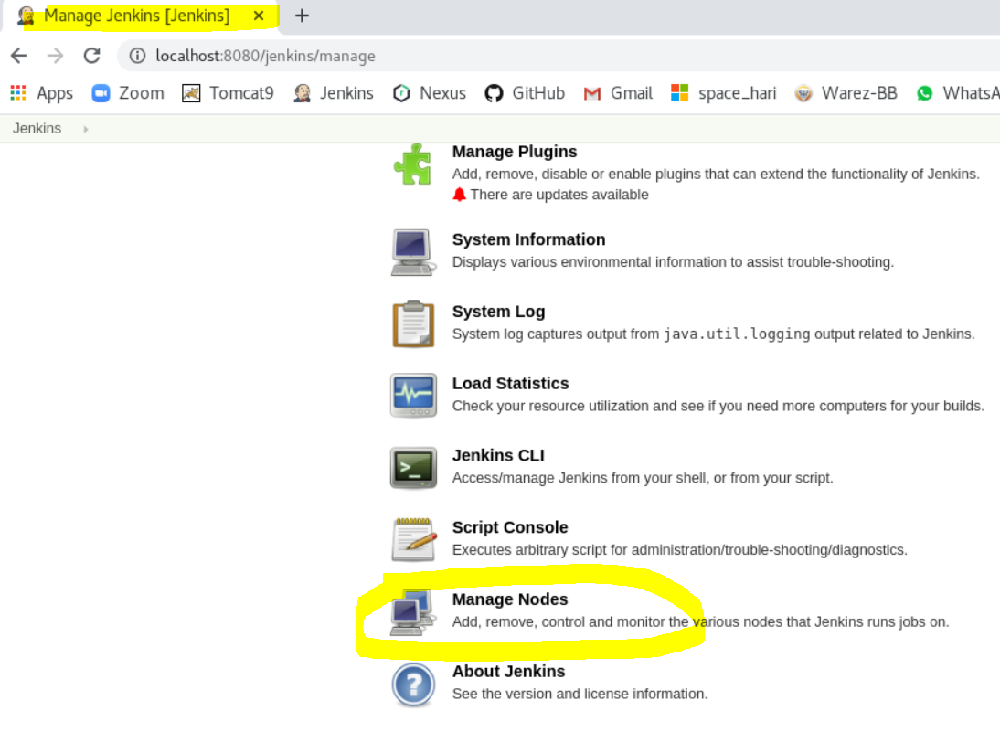 Manage Jenkins [Jenkins]
localhost:8080/jenkins/manage
Apps Zoom Tomcat9 Jenkins Nexus GitHub Gmail space_hari Warez-BB WhatsA
Jenkins
Manage Plugins
Add, remove, disable or enable plugins that can extend the functionality of Jenkins.
There are updates available
System Information
Displays various environmental information to assist trouble-shooting.
System Log
System log captures output from java.util.logging output related to Jenkins.
Load Statistics
Check your resource utilization and see if you need more computers for your builds.
Jenkins CLI
Access/manage Jenkins from your shell, or from your script.
Script Console
Executes arbitrary script for administration/trouble-shooting/diagnostics.
Manage Nodes
Add, remove, control and monitor the various nodes that Jenkins runs jobs on.
About Jenkins
See the version and license information.